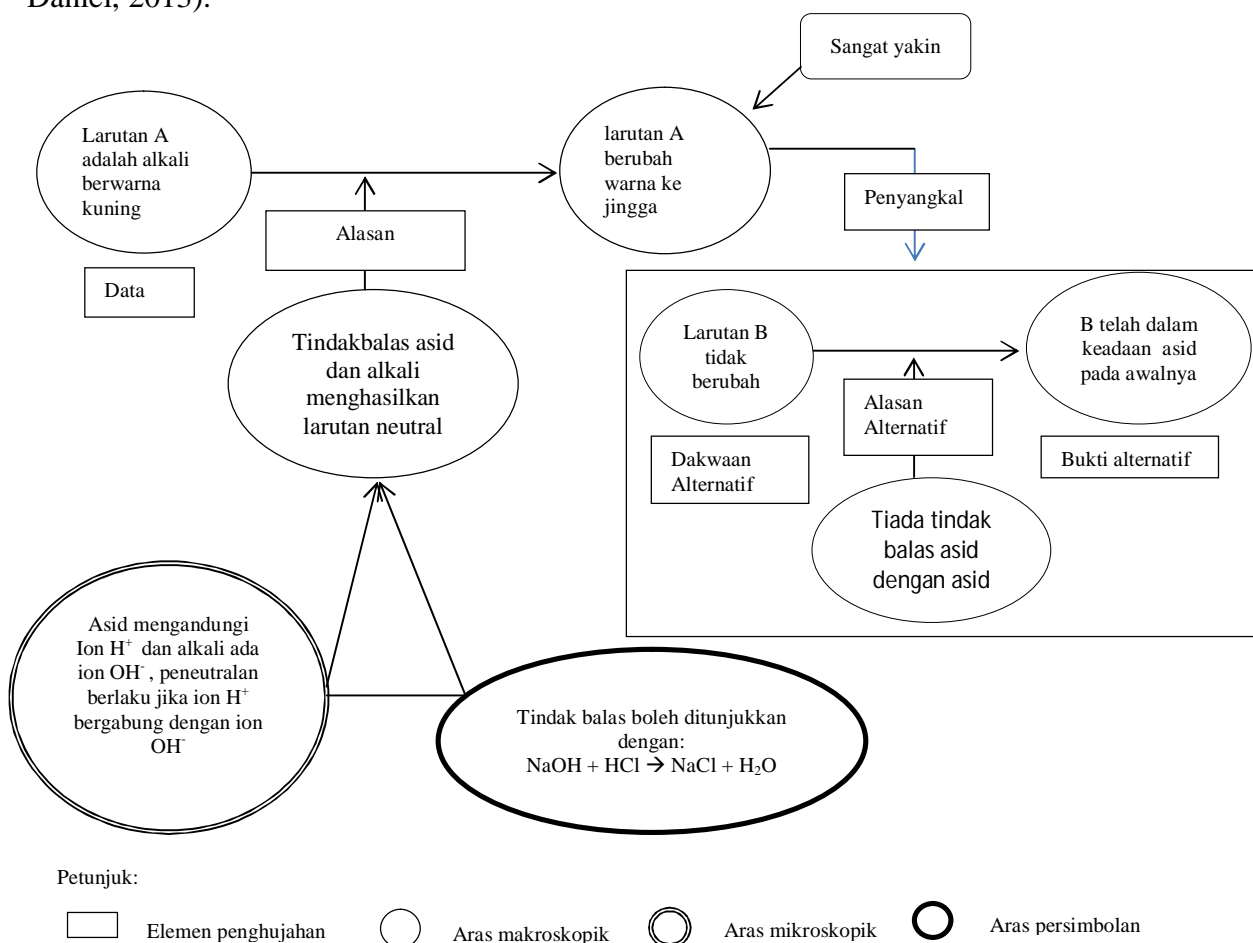 Daniel, 2013).
Sangat yakin
Larutan A
adalah alkali
berwarna
kuning
larutan A
berubah
warna ke
jingga
Penyangkal
Alasan
Data
Tindakbalas asid
dan alkali
menghasilkan
larutan neutral
Larutan B
tidak
berubah
B telah dalam
keadaan asid
pada awalnya
Alasan
Alternatif
Dakwaan
Alternatif
Bukti alternatif
Tiada tindak
balas asid
dengan asid
Asid mengandungi
Ion H⁺ dan alkali ada
ion OH⁻ , peneutralan
berlaku jika ion H⁺
bergabung dengan ion
OH⁻
Tindak balas boleh ditunjukkan
dengan:
NaOH + HCl → NaCl + H₂O
Petunjuk:
Elemen penghujahan
Aras makroskopik
Aras mikroskopik
Aras persimbolan